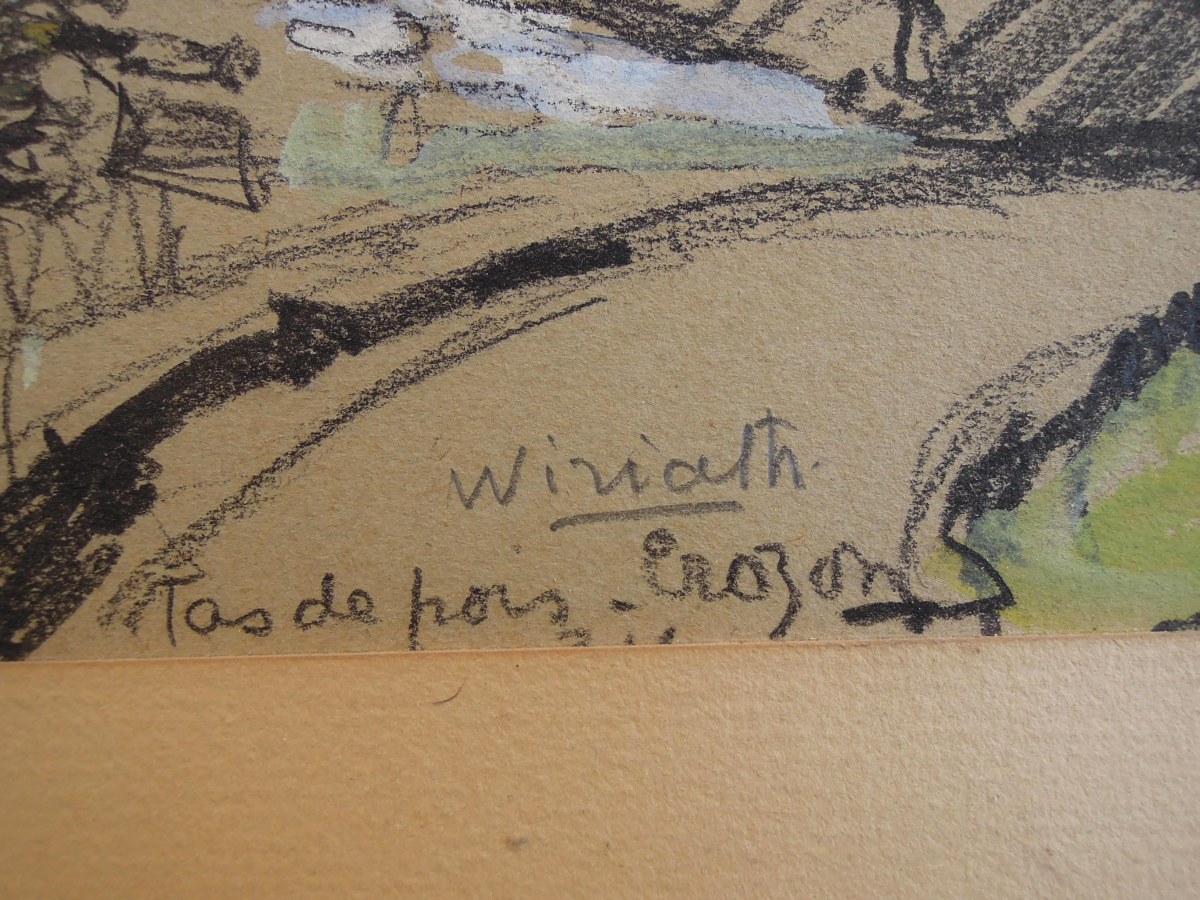 Wiriath.
Tas de pois - Crozon